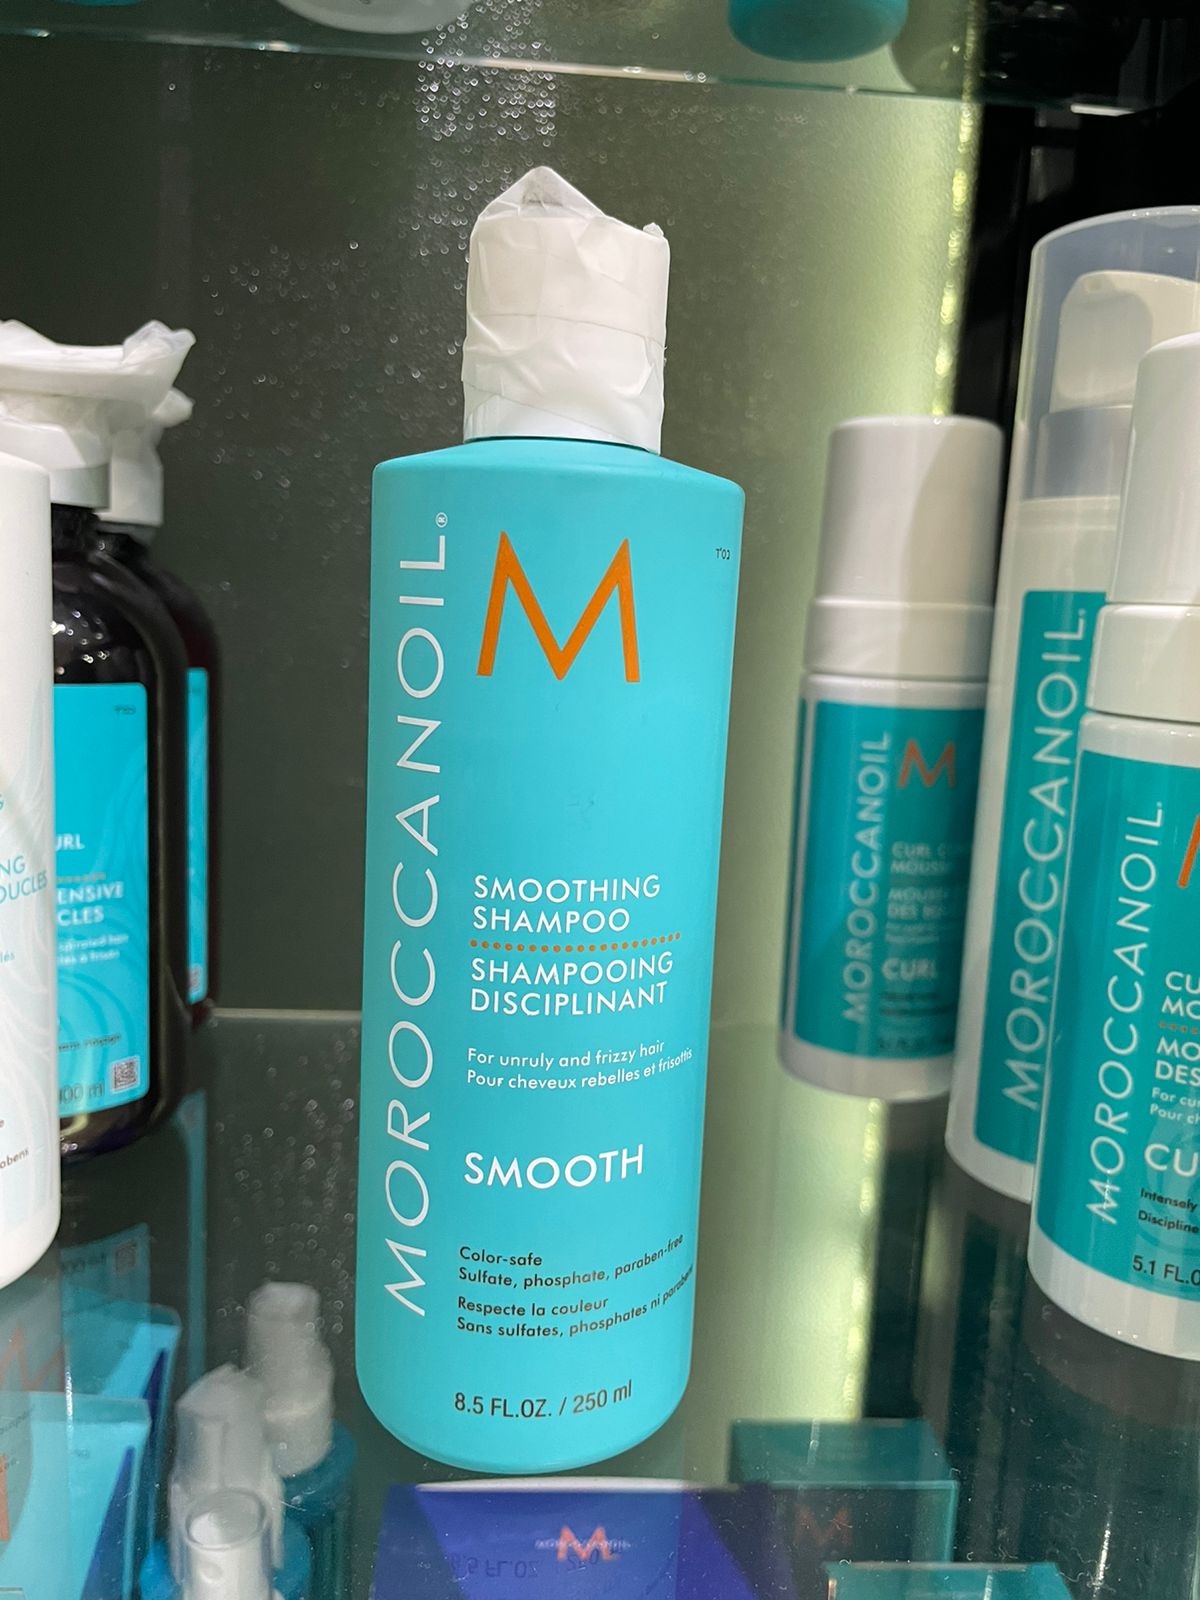 MOROCCANOIL®
M
בס"ד
SMOOTHING
SHAMPOO
SHAMPOOING
DISCIPLINANT
For unruly and frizzy hair
Pour cheveux rebelles et frisottis
SMOOTH
Color-safe
Sulfate, phosphate, paraben-free
Respecte la couleur
Sans sulfates, phosphates ni parabens
8.5 FL.OZ. / 250 ml
MOROCCANOIL
M
CURL
MOROCCANOIL.
MOROCCANOIL.
5.1 FL.O
M